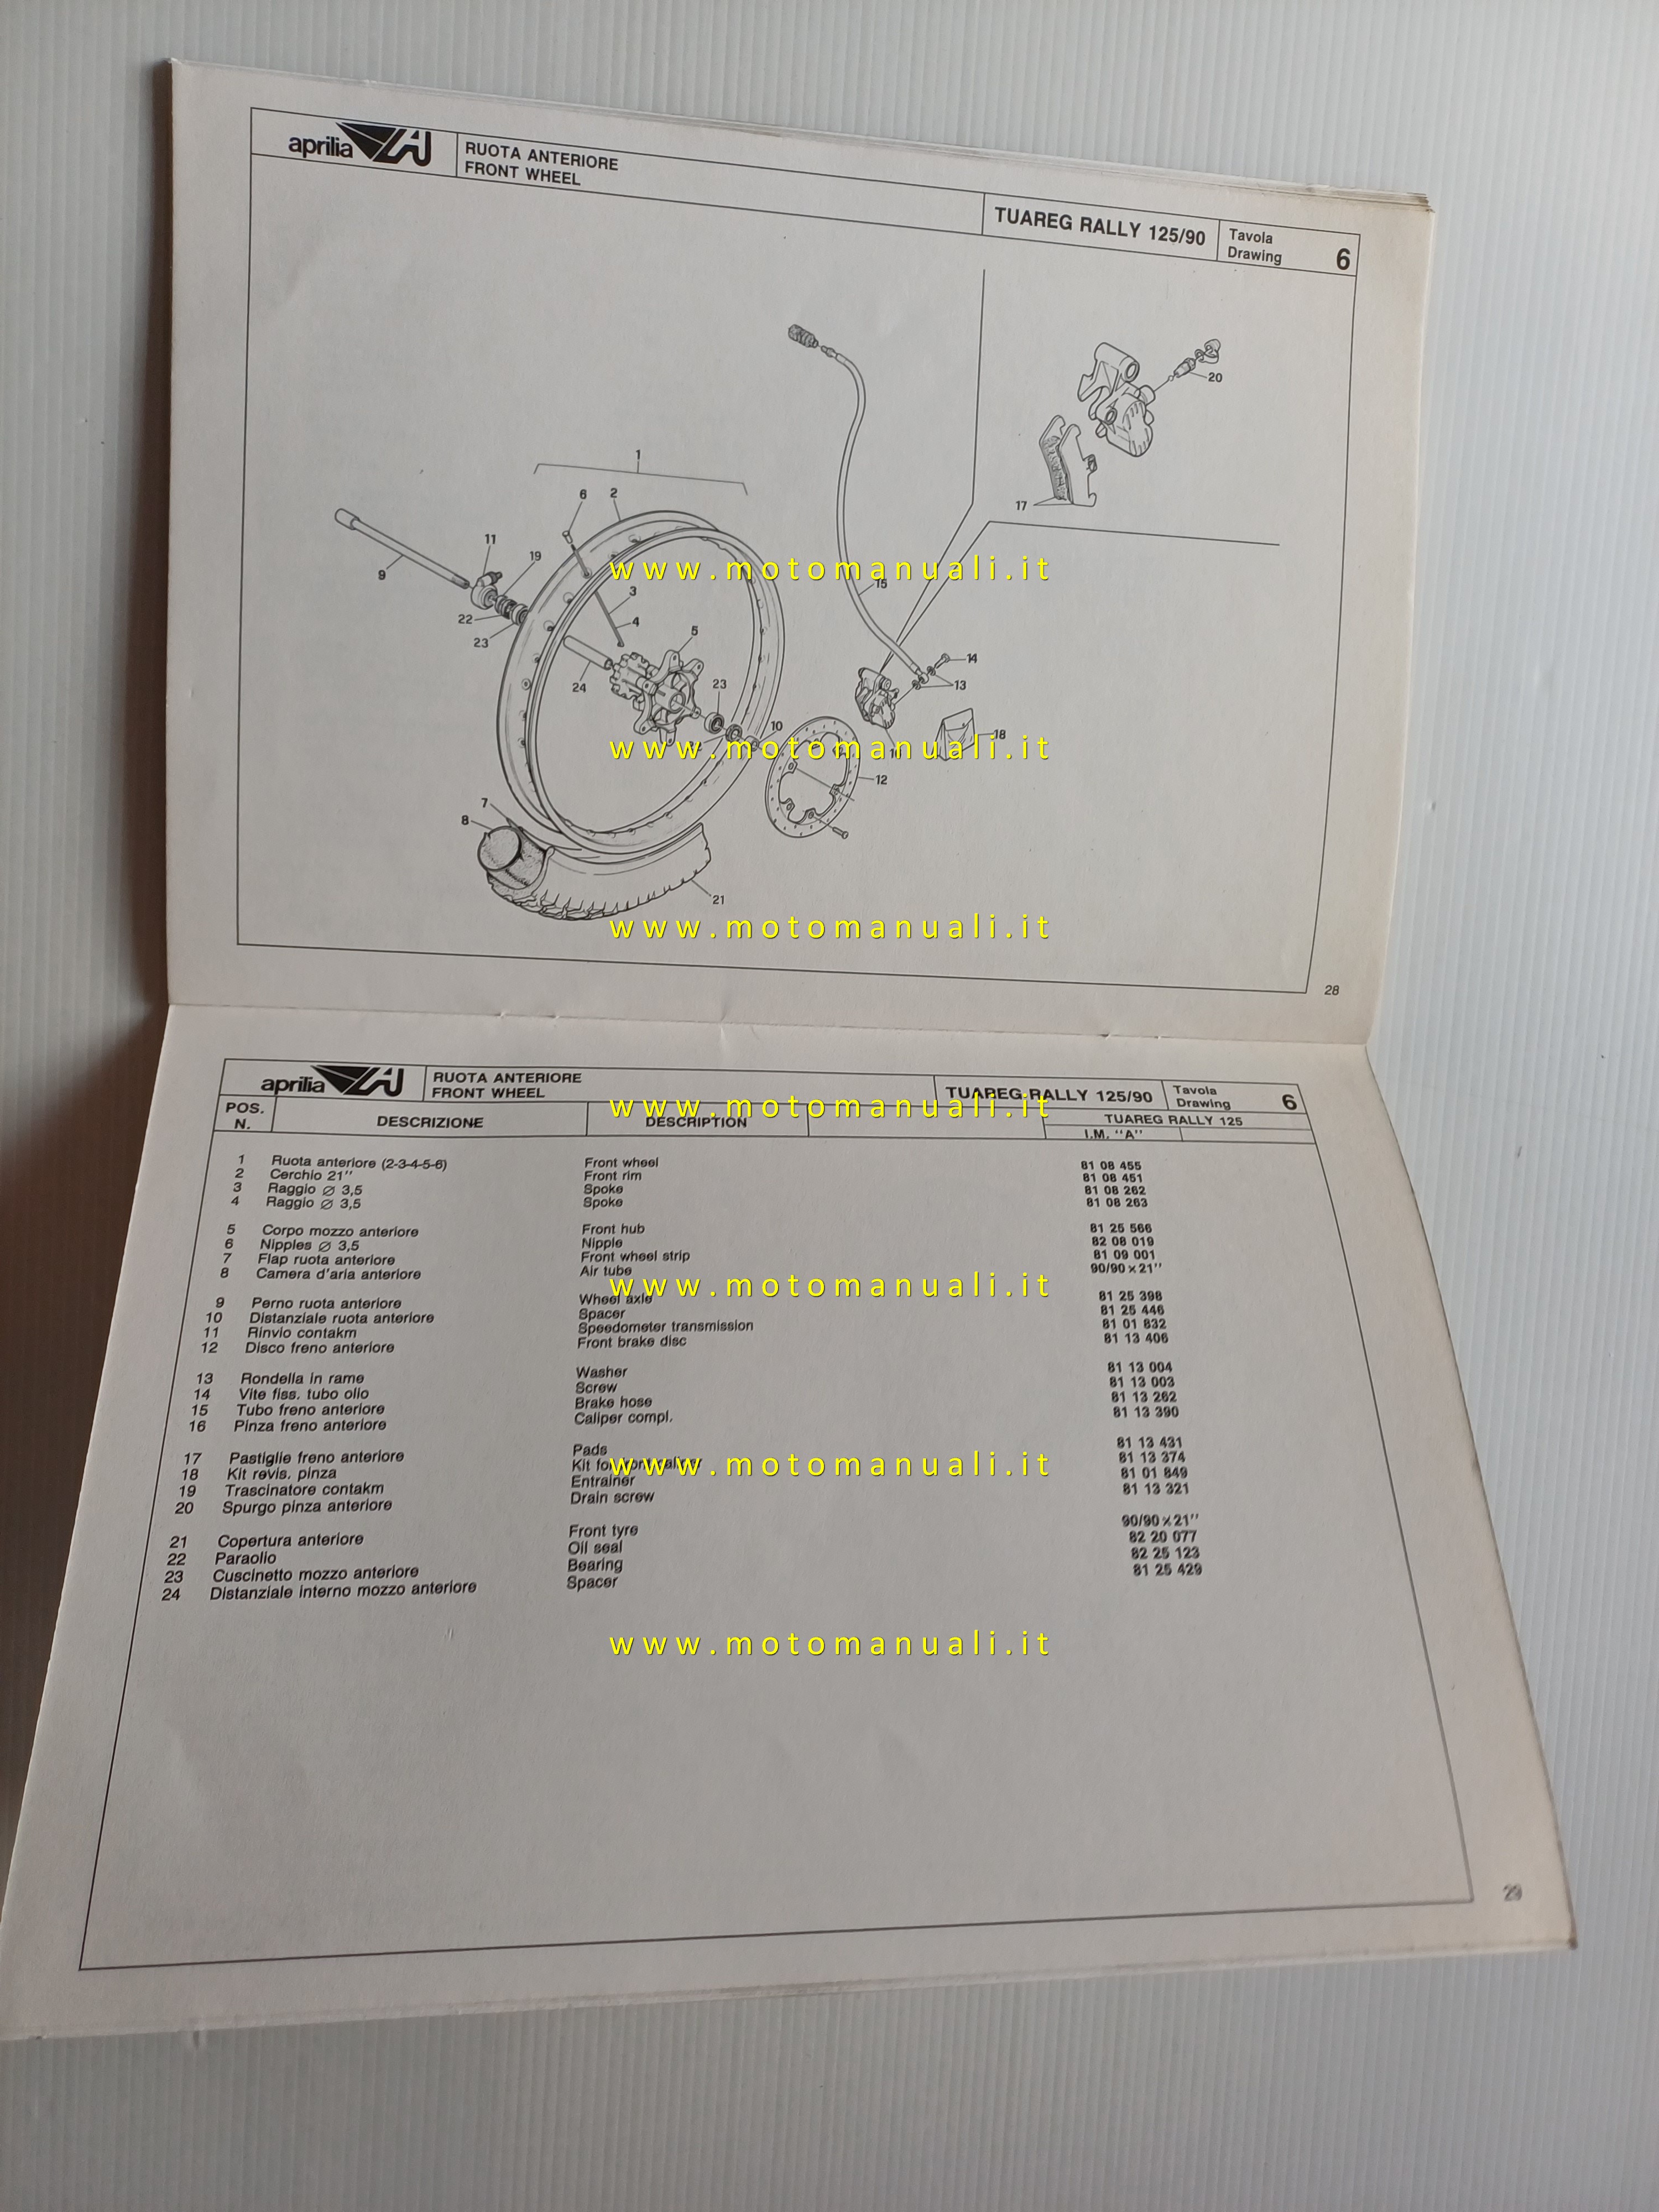 aprilia
RUOTA ANTERIORE
FRONT WHEEL
TUAREG RALLY 125/90
Tavola
Drawing
6
1
6 2
20
17
11
19
9
22
23
3
4
5
24
23
10
15
14
13
18
12
7
8
21
www.motomanuali.it
www.motomanuali.it
www.motomanuali.it
28
aprilia
RUOTA ANTERIORE
FRONT WHEEL
TUAREG RALLY 125/90
Tavola
Drawing
6
www.motomanuali.it
POS.
N.
DESCRIZIONE
DESCRIPTION
TUAREG RALLY 125
I.M. "A"
1 Ruota anteriore (2-3-4-5-6) Front wheel 81 08 455
2 Cerchio 21" Front rim 81 08 451
3 Raggio ∅ 3,5 Spoke 81 08 262
4 Raggio ∅ 3,5 Spoke 81 08 263
5 Corpo mozzo anteriore Front hub 81 25 566
6 Nipples ∅ 3,5 Nipple 82 08 019
7 Flap ruota anteriore Front wheel strip 81 09 001
8 Camera d'aria anteriore Air tube 90/90 x 21"
www.motomanuali.it
9 Perno ruota anteriore Wheel axle 81 25 398
10 Distanziale ruota anteriore Spacer 81 25 446
11 Rinvio contakm Speedometer transmission 81 01 832
12 Disco freno anteriore Front brake disc 81 13 406
13 Rondella in rame Washer 81 13 004
14 Vite fiss. tubo olio Screw 81 13 003
15 Tubo freno anteriore Brake hose 81 13 262
16 Pinza freno anteriore Caliper compl. 81 13 390
17 Pastiglie freno anteriore Pads 81 13 431
18 Kit revis. pinza Kit 81 13 374
www.motomanuali.it
19 Trascinatore contakm Entrainer 81 01 849
20 Spurgo pinza anteriore Drain screw 81 13 321
21 Copertura anteriore Front tyre 90/90 x 21"
22 Paraolio Oil seal 82 20 077
23 Cuscinetto mozzo anteriore Bearing 82 25 123
24 Distanziale interno mozzo anteriore Spacer 81 25 429
www.motomanuali.it
29